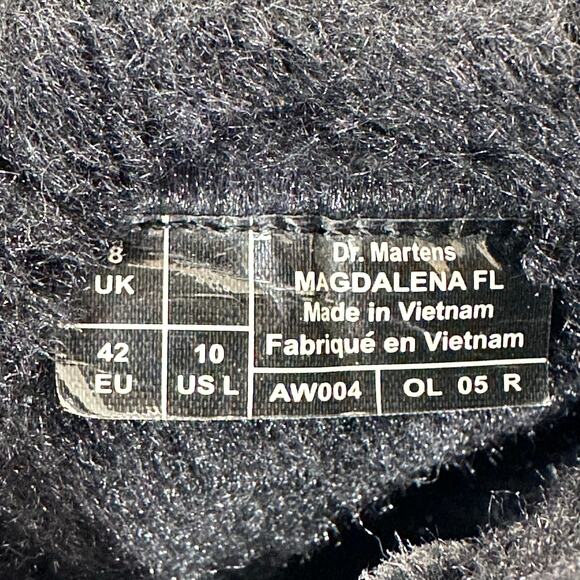 8
UK
42
EU
10
US L
Dr. Martens
MAGDALENA FL
Made in Vietnam
Fabriqué en Vietnam
AW004
OL 05 R